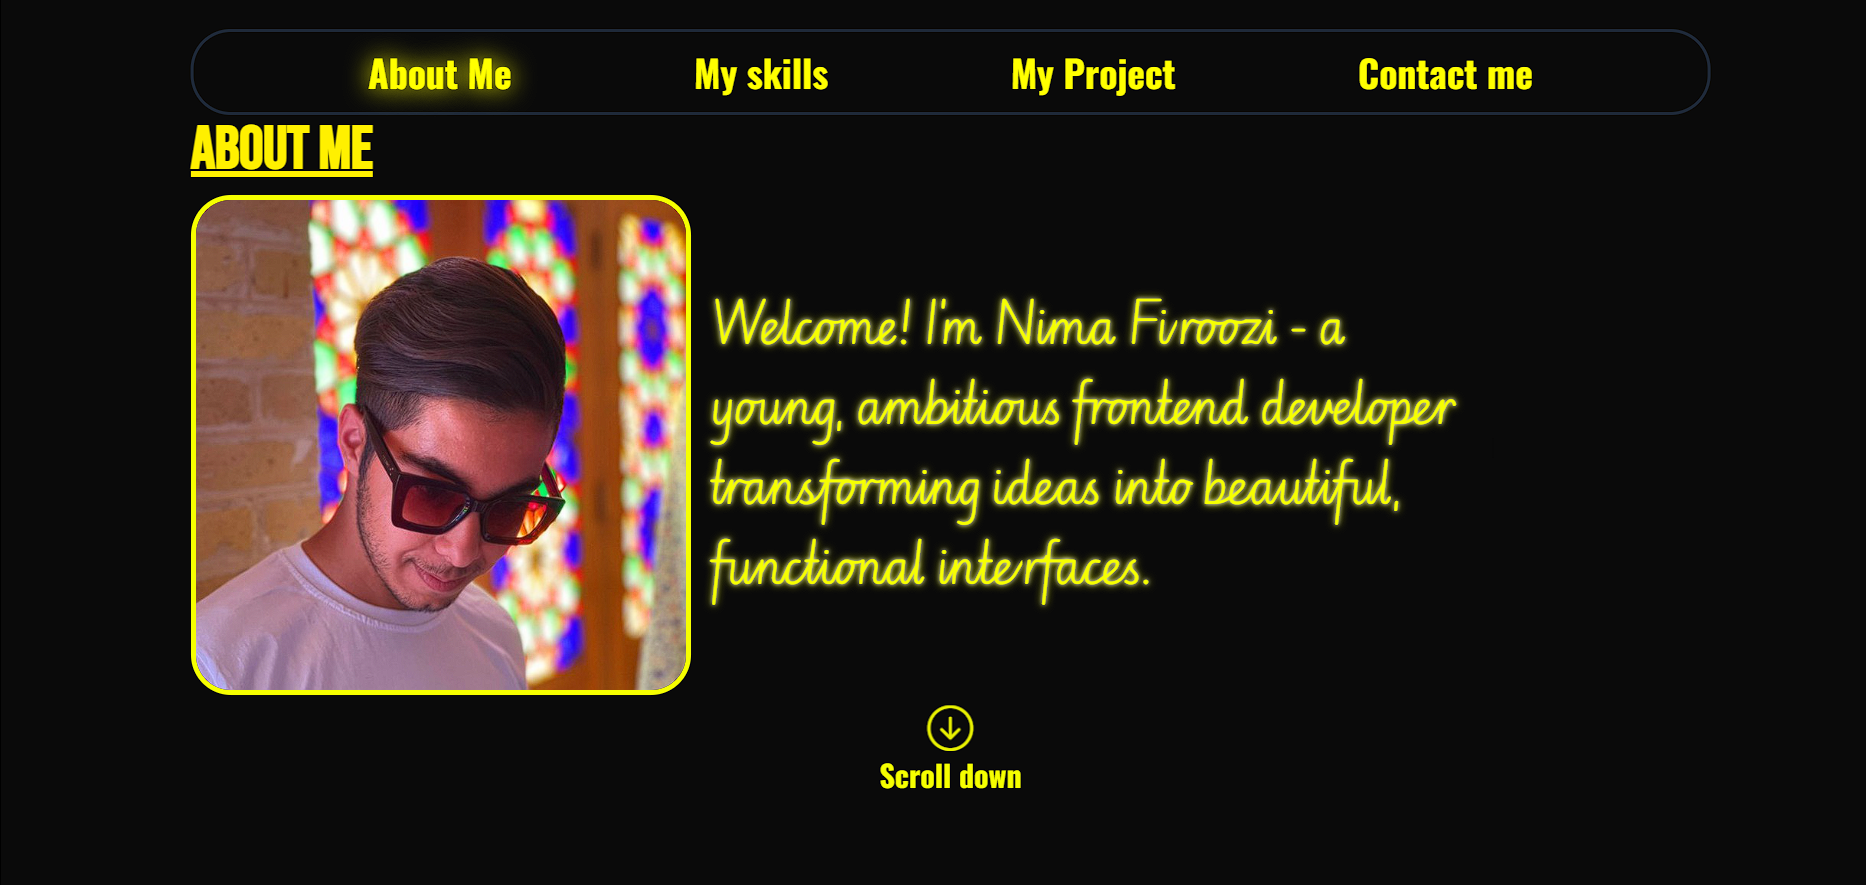 About Me My skills My Project Contact me
ABOUT ME
Welcome! I'm Nima Firoozi - a
young, ambitious frontend developer
transforming ideas into beautiful,
functional interfaces.
Scroll down